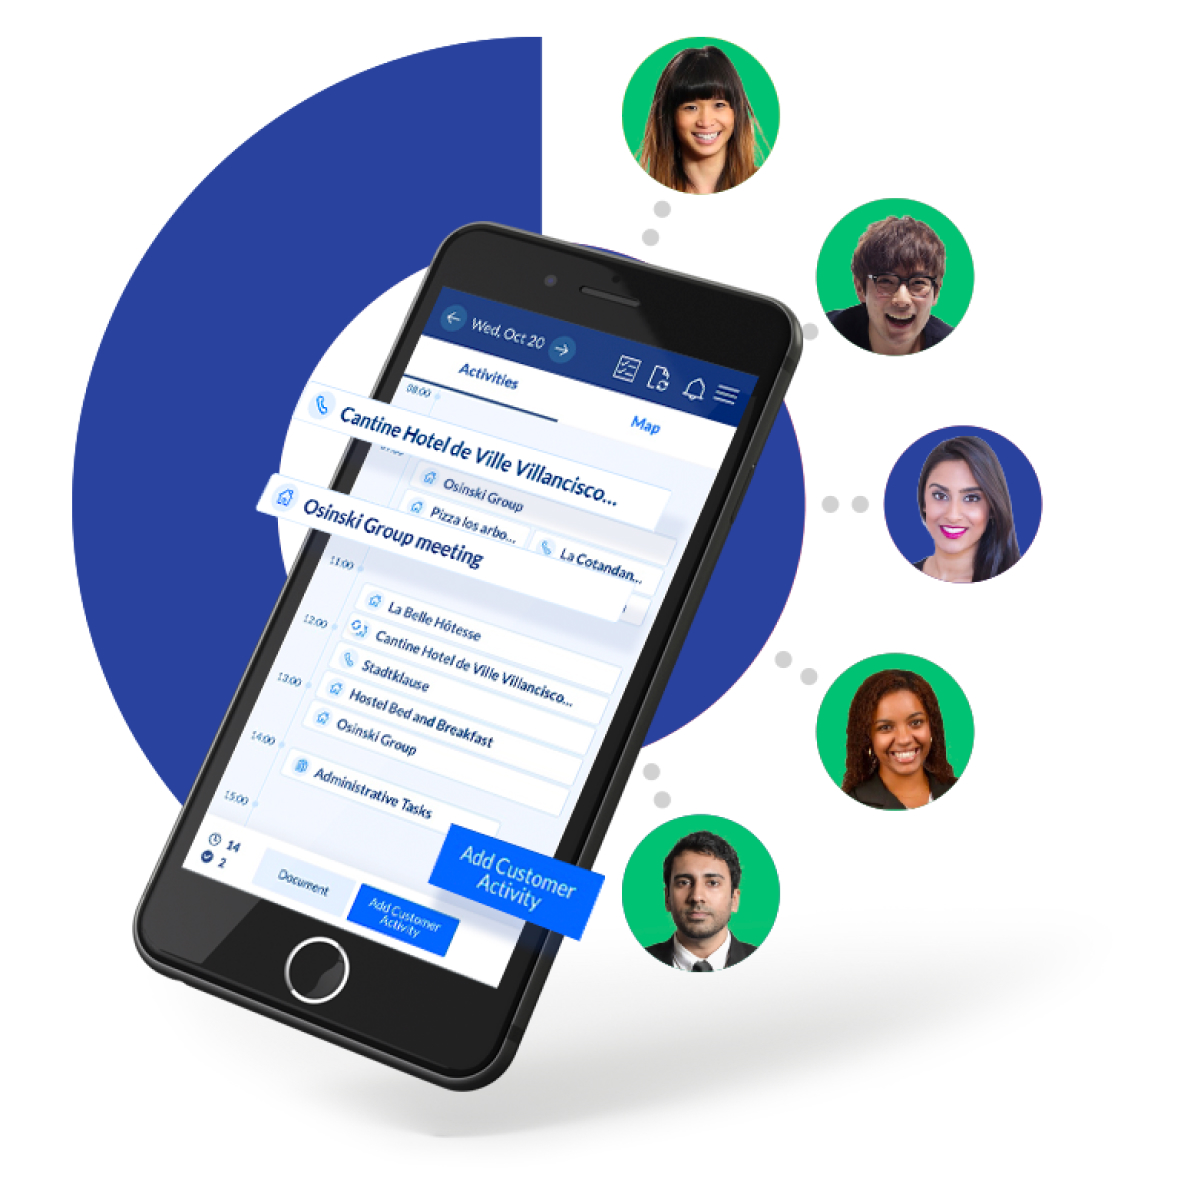 Wed, Oct 20
Activities
Map
08:00
Cantine Hotel de Ville Villancisco...
Osinski Group
Pizza los arbo...
La Cotandan...
Osinski Group meeting
11:00
La Belle Hôtesse
12:00
Cantine Hotel de Ville Villancisco...
Stadtklause
13:00
Hostel Bed and Breakfast
Osinski Group
14:00
Administrative Tasks
15:00
14
2
Document
Add Customer
Activity
Add Customer
Activity